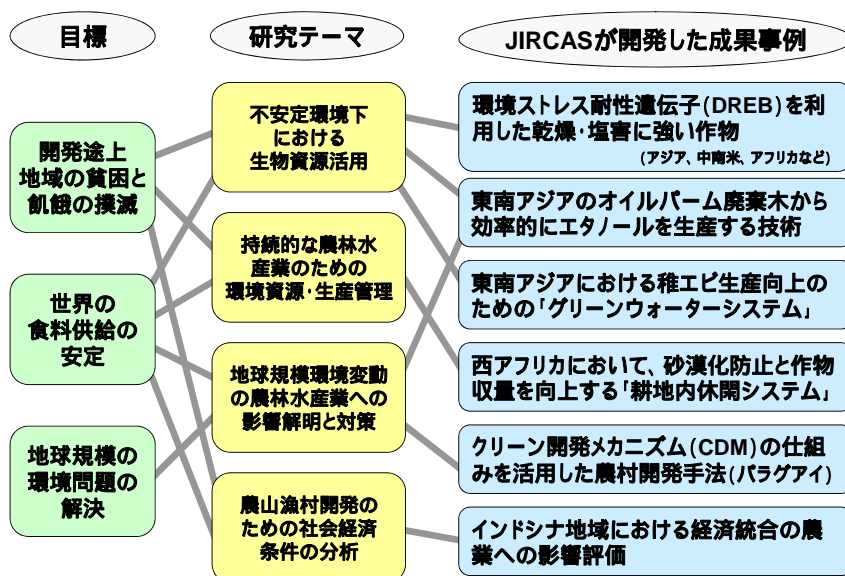 目標
研究テーマ
JIRCASが開発した成果事例
開発途上
地域の貧困と
飢餓の撲滅
世界の
食料供給の
安定
地球規模の
環境問題の
解決
不安定環境下
における
生物資源活用
持続的な農林水
産業のための
環境資源・生産管理
地球規模環境変動
の農林水産業への
影響解明と対策
農山漁村開発の
ための社会経済
条件の分析
環境ストレス耐性遺伝子(DREB)を利
用した乾燥・塩害に強い作物
(アジア、中南米、アフリカなど)
東南アジアのオイルパーム廃棄木から
効率的にエタノールを生産する技術
東南アジアにおける稚エビ生産向上の
ための「グリーンウォーターシステム」
西アフリカにおいて、砂漠化防止と作物
収量を向上する「耕地内休閑システム」
クリーン開発メカニズム(CDM)の仕組
みを活用した農村開発手法(パラグアイ)
インドシナ地域における経済統合の農
業への影響評価